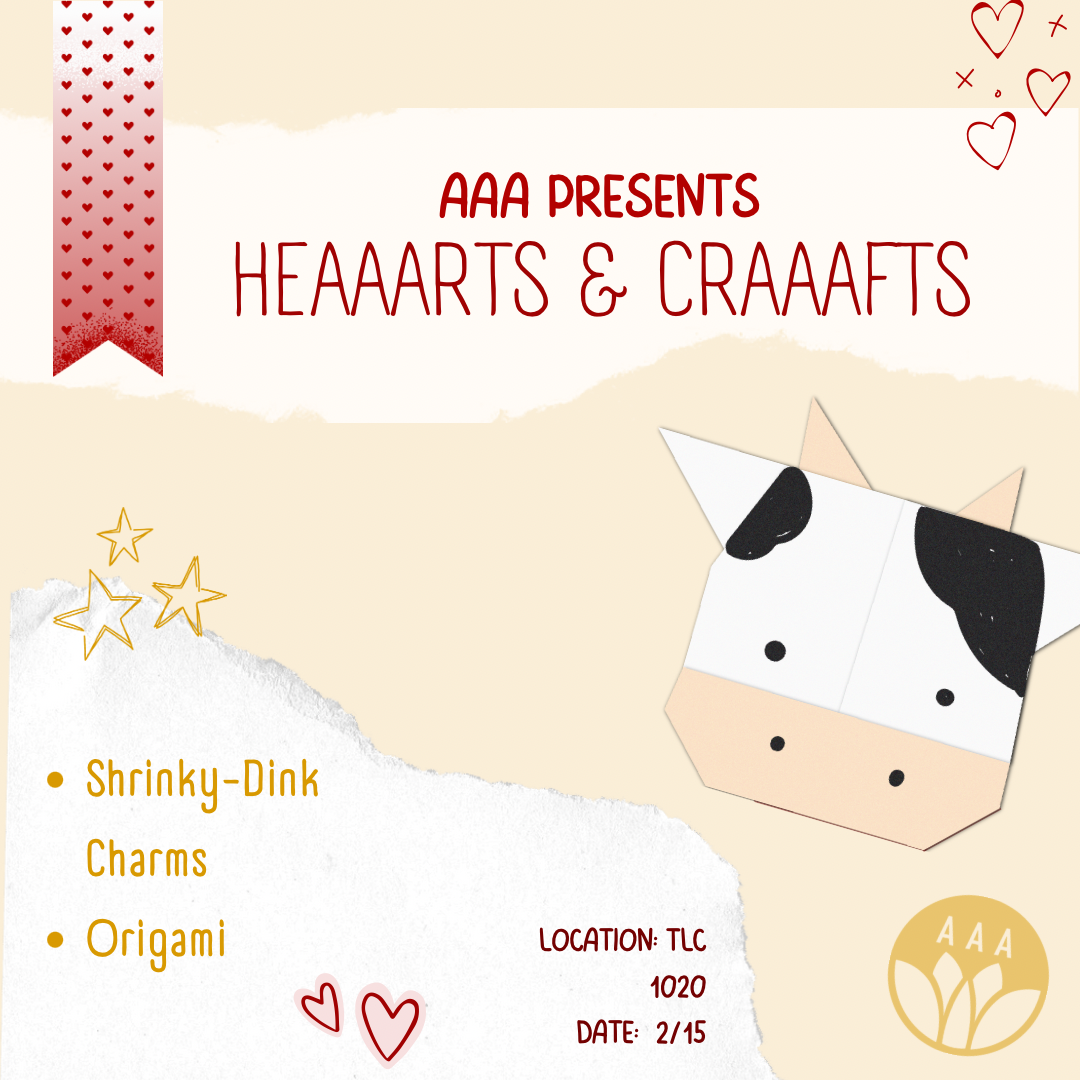 AAA PRESENTS
HEAAARTS & CRAAAFTS
• Shrinky-Dink
Charms
• Origami
LOCATION: TLC
1020
DATE: 2/15
AAA